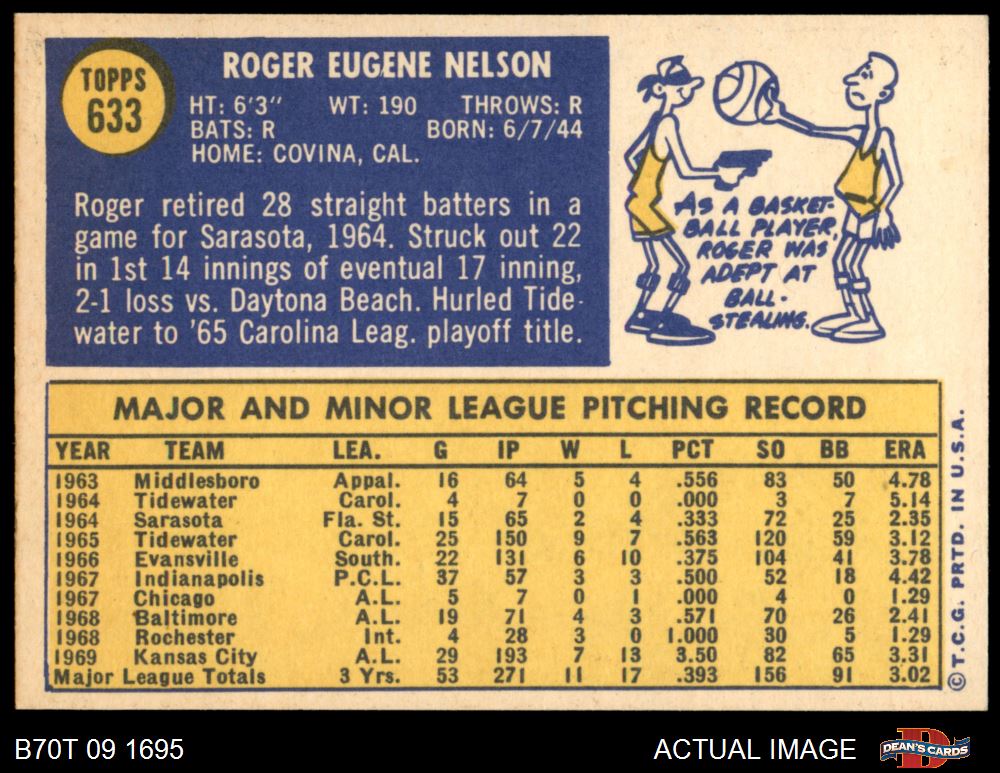 TOPPS
633
ROGER EUGENE NELSON
HT: 6'3" WT: 190 THROWS: R
BATS: R BORN: 6/7/44
HOME: COVINA, CAL.
Roger retired 28 straight batters in a
game for Sarasota, 1964. Struck out 22
in 1st 14 innings of eventual 17 inning,
2-1 loss vs. Daytona Beach. Hurled Tide-
water to '65 Carolina Leag. playoff title.
AS A BASKET-
BALL PLAYER,
ROGER WAS
ADEPT AT
BALL-
STEALING.
MAJOR AND MINOR LEAGUE PITCHING RECORD
YEAR TEAM LEA. G IP W L PCT SO BB ERA
1963 Middlesboro Appal. 16 64 5 4 .556 83 50 4.78
1964 Tidewater Carol. 4 7 0 0 .000 3 7 5.14
1964 Sarasota Fla. St. 15 65 2 4 .333 72 25 2.35
1965 Tidewater Carol. 25 150 9 7 .563 120 59 3.12
1966 Evansville South. 22 131 6 10 .375 104 41 3.78
1967 Indianapolis P.C.L. 37 57 3 3 .500 52 18 4.42
1967 Chicago A.L. 5 7 0 1 .000 4 0 1.29
1968 Baltimore A.L. 19 71 4 3 .571 70 26 2.41
1968 Rochester Int. 4 28 3 0 1.000 30 5 1.29
1969 Kansas City A.L. 29 193 7 13 3.50 82 65 3.31
Major League Totals 3 Yrs. 53 271 11 17 .393 156 91 3.02
©T.C.G. PRTD. IN U.S.A.
B70T 09 1695
ACTUAL IMAGE
DEAN'S CARDS